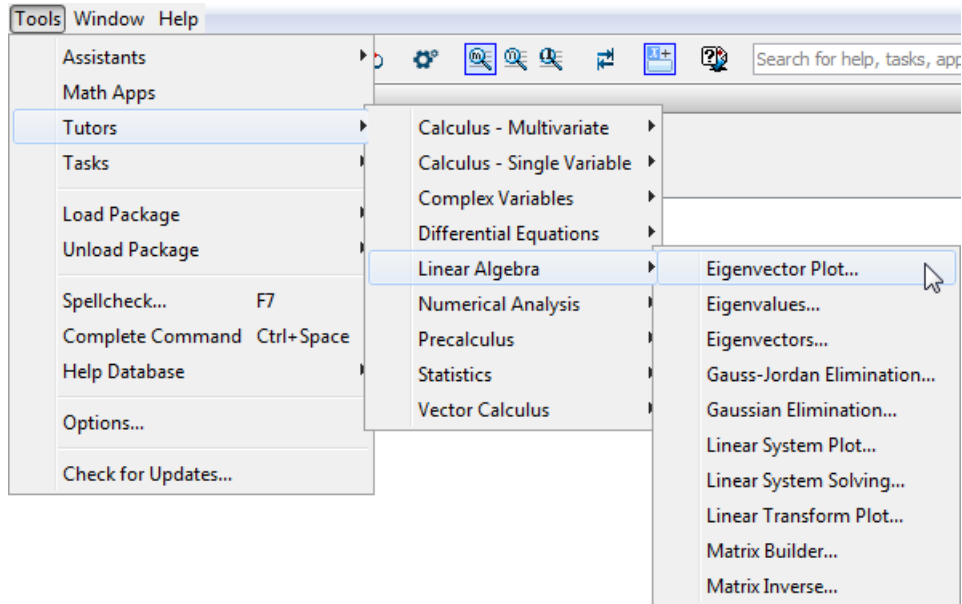 Tools Window Help
Search for help, tasks, app
Assistants
Math Apps
Tutors
Tasks
Load Package
Unload Package
Spellcheck... F7
Complete Command Ctrl+Space
Help Database
Options...
Check for Updates...
Calculus - Multivariate
Calculus - Single Variable
Complex Variables
Differential Equations
Linear Algebra
Numerical Analysis
Precalculus
Statistics
Vector Calculus
Eigenvector Plot...
Eigenvalues...
Eigenvectors...
Gauss-Jordan Elimination...
Gaussian Elimination...
Linear System Plot...
Linear System Solving...
Linear Transform Plot...
Matrix Builder...
Matrix Inverse...